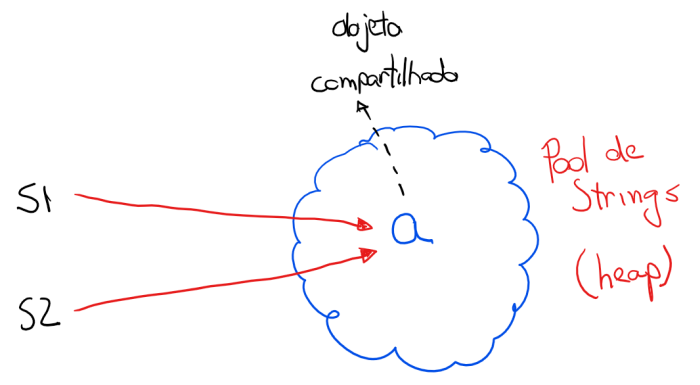 objeto
compartilhado
Pool de
Strings
(heap)
S1
a
S2